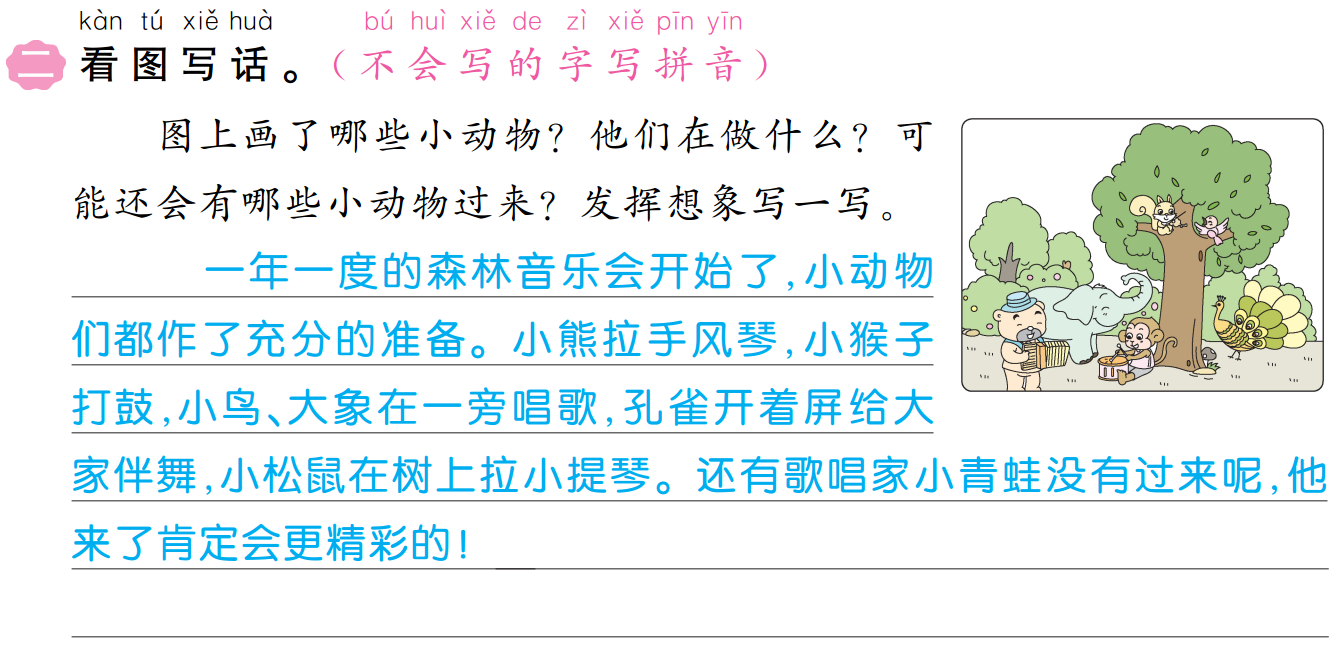 kàn tú xiě huà bú huì xiě de zì xiě pīn yīn
二 看图写话。(不会写的字写拼音)
图上画了哪些小动物?他们在做什么?可
能还会有哪些小动物过来?发挥想象写一写。
一年一度的森林音乐会开始了,小动物
们都作了充分的准备。小熊拉手风琴,小猴子
打鼓,小鸟、大象在一旁唱歌,孔雀开着屏给大
家伴舞,小松鼠在树上拉小提琴。还有歌唱家小青蛙没有过来呢,他
来了肯定会更精彩的!